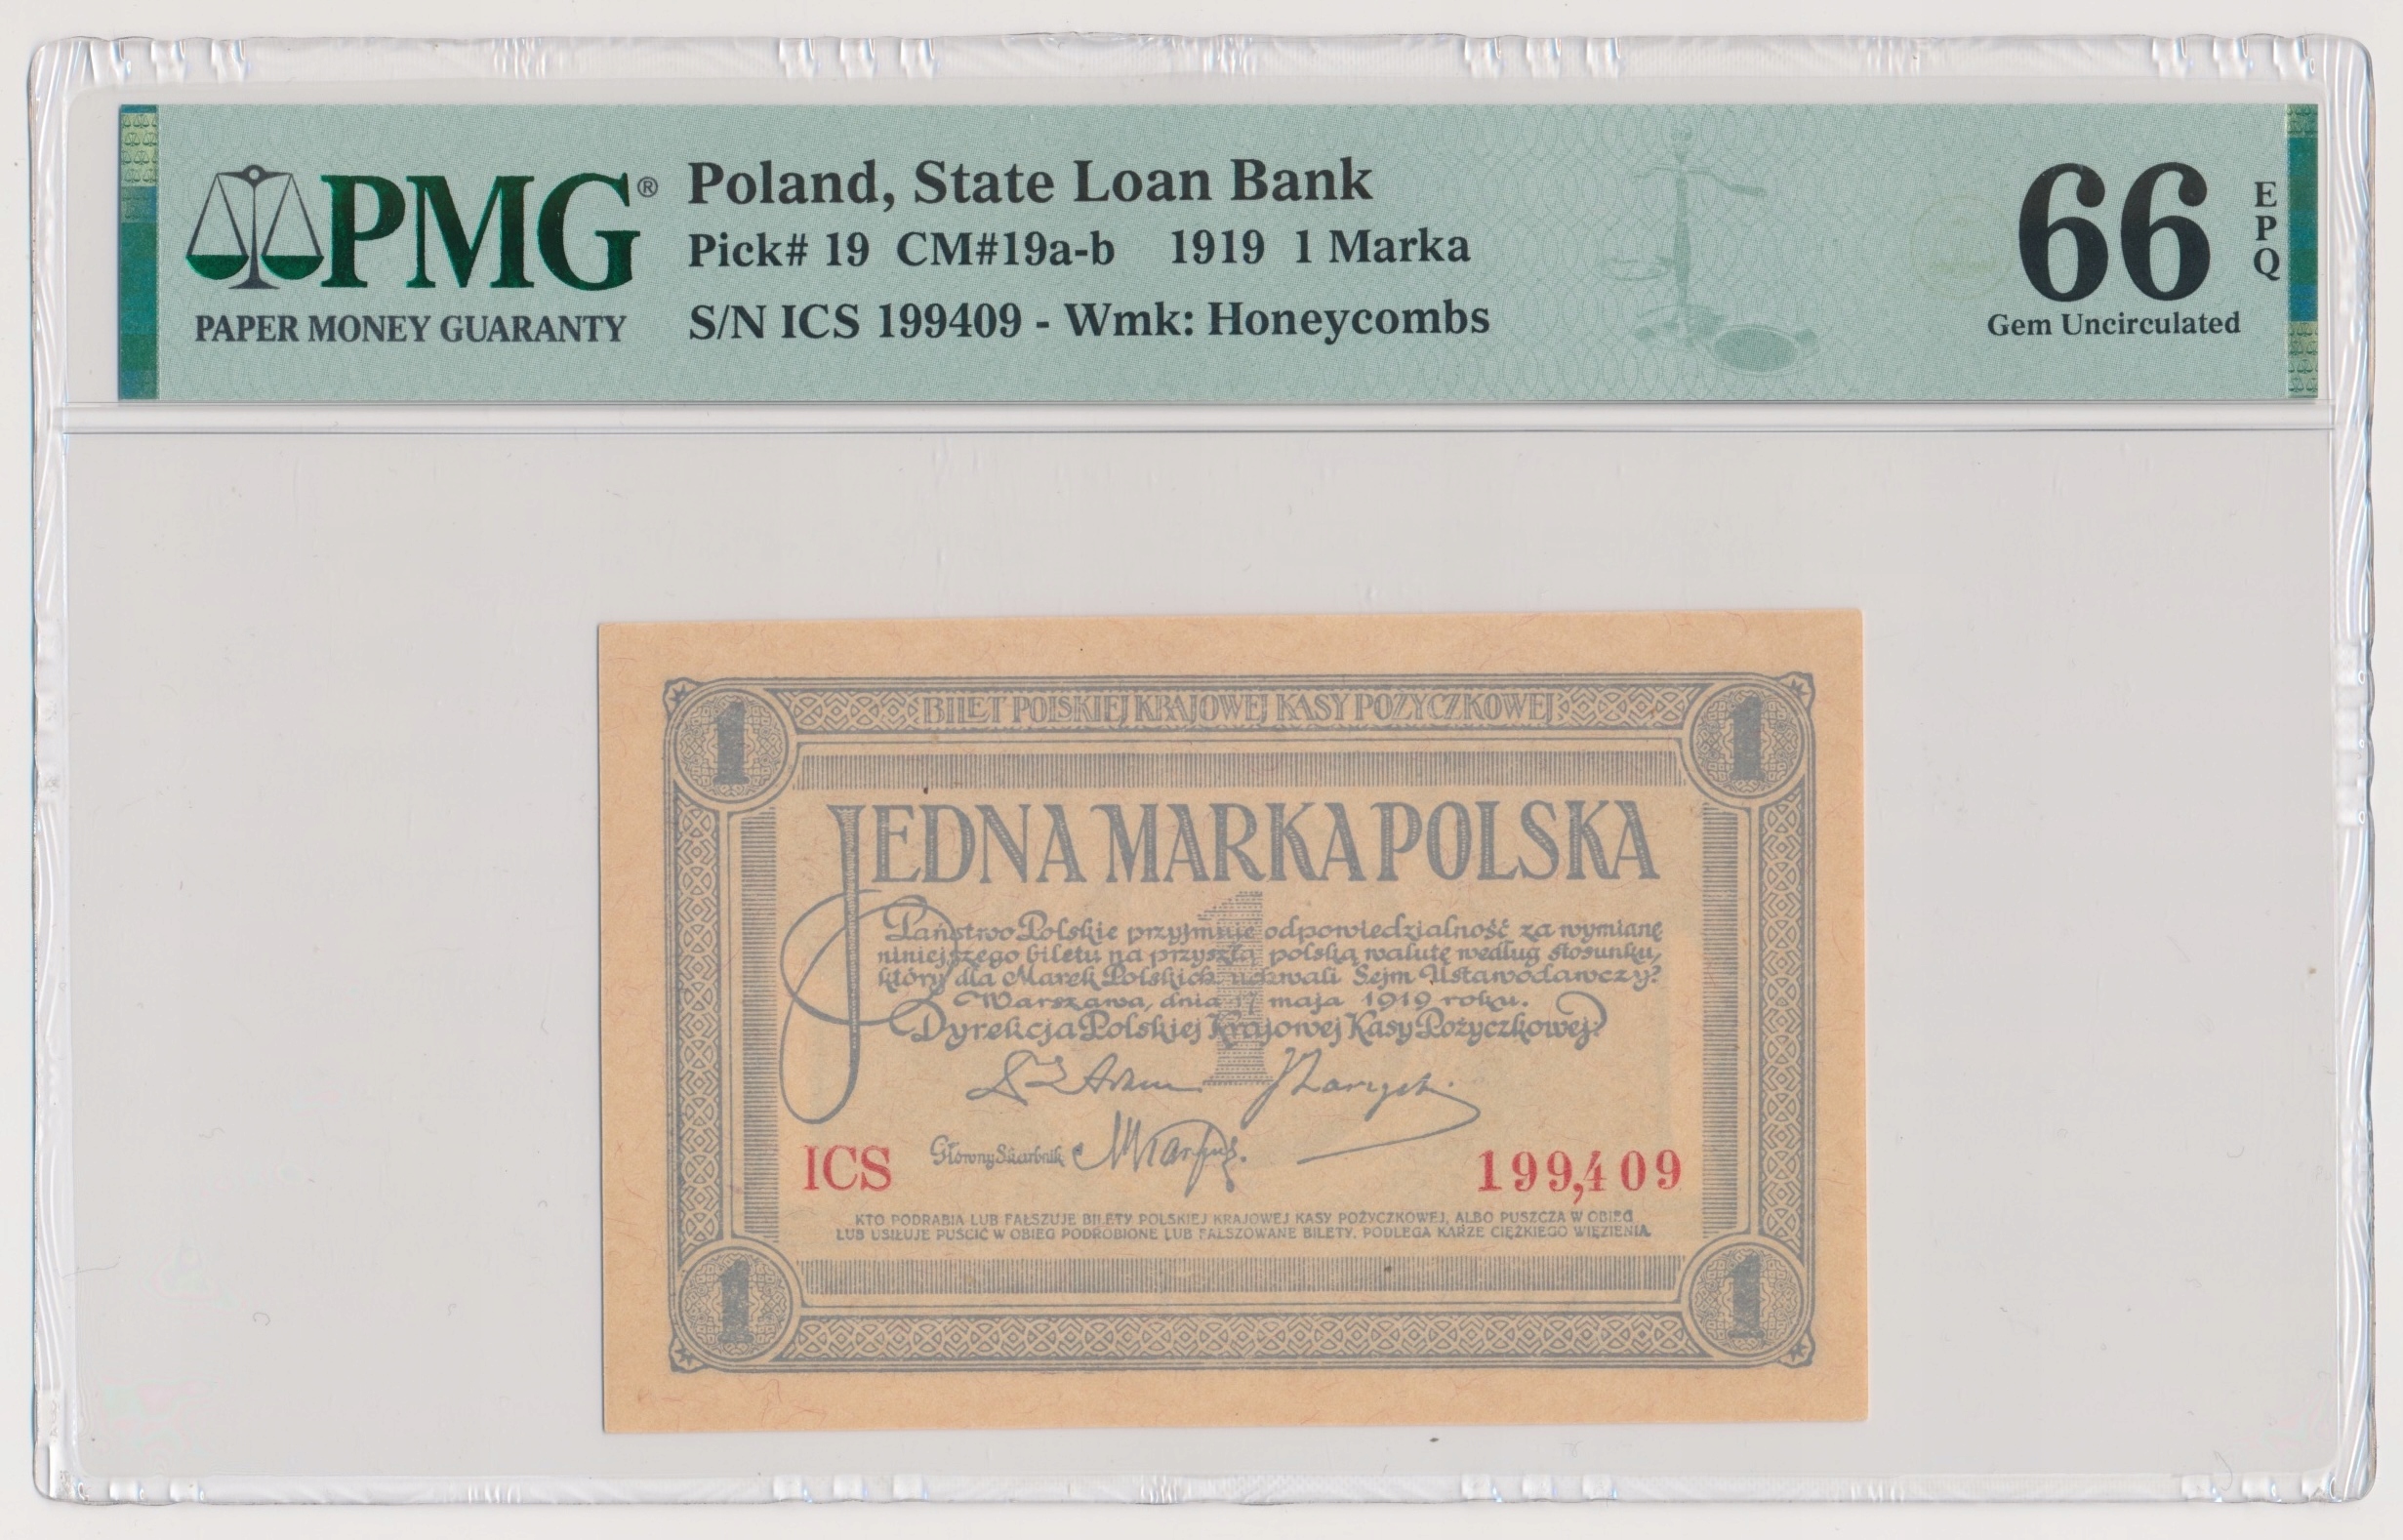 PMG®
PAPER MONEY GUARANTY
Poland, State Loan Bank
Pick# 19 CM#19a-b 1919 1 Marka
S/N ICS 199409 - Wmk: Honeycombs
66
EPQ
Gem Uncirculated
1 BILET POLSKIEJ KRAJOWEJ KASY POŻYCZKOWEJ 1
JEDNA MARKA POLSKA
1
Państwo Polskie przyjmuje odpowiedzialność za wymianę
niniejszego biletu na przyszłą polską walutę według stosunku,
który dla Marek Polskich uchwali Sejm Ustawodawczy.
Warszawa, dnia 17 maja 1919 roku.
Dyrekcja Polskiej Krajowej Kasy Pożyczkowej.
ICS Główny Skarbnik 199,409
KTO PODRABIA LUB FAŁSZUJE BILETY POLSKIEJ KRAJOWEJ KASY POŻYCZKOWEJ, ALBO PUSZCZA W OBIEG
LUB USIŁUJE PUŚCIĆ W OBIEG PODROBIONE LUB FAŁSZOWANE BILETY, PODLEGA KARZE CIĘŻKIEGO WIĘZIENIA.
1 1